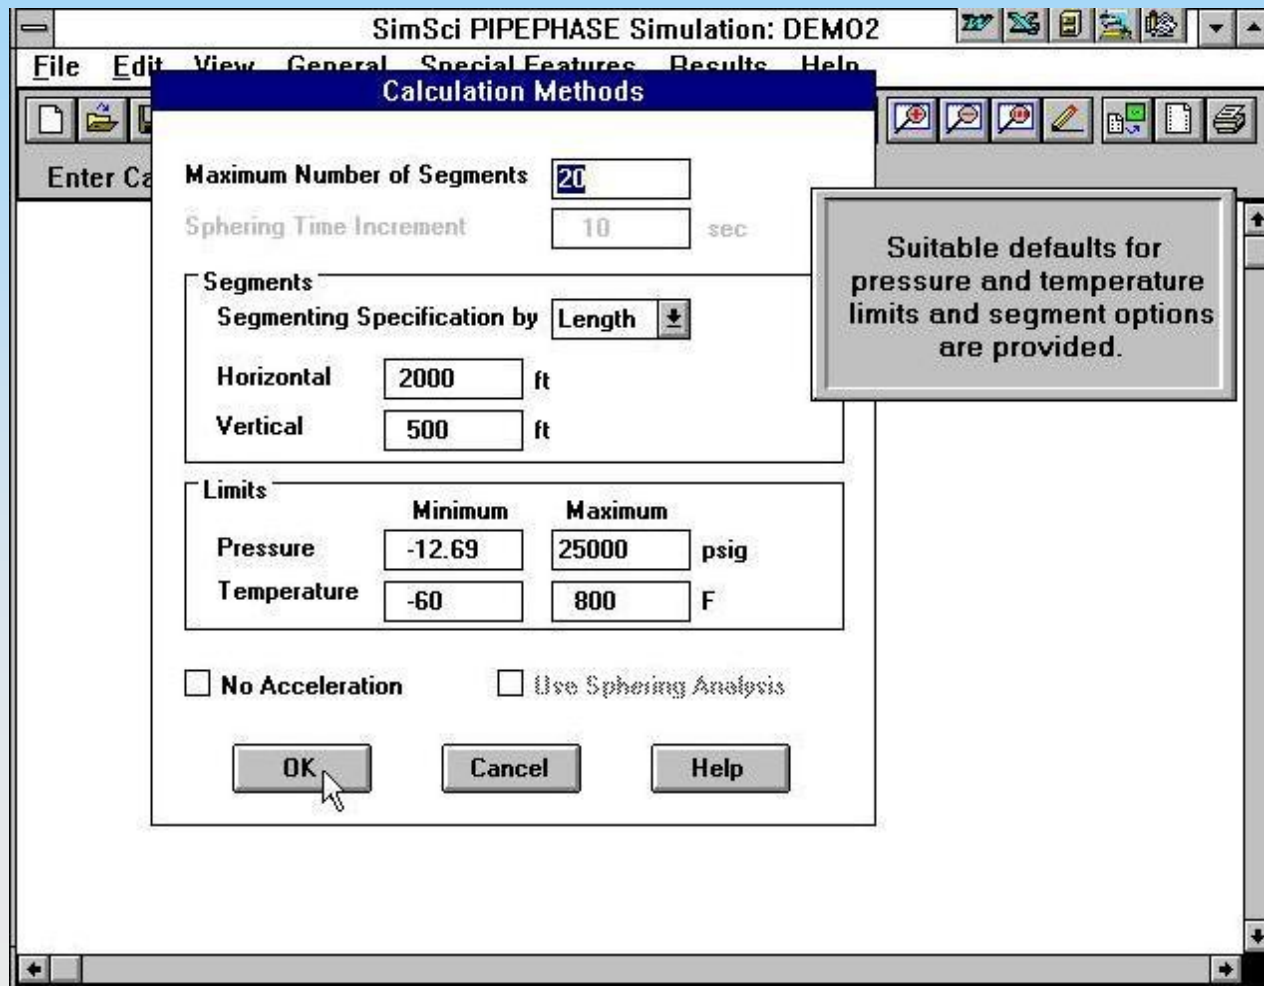 SimSci PIPEPHASE Simulation: DEMO2
File Edit View General Special Features Results Help
Calculation Methods
Enter Ca
Maximum Number of Segments 20
Sphering Time Increment 10 sec
Segments
Segmenting Specification by Length
Horizontal 2000 ft
Vertical 500 ft
Limits
Minimum Maximum
Pressure -12.69 25000 psig
Temperature -60 800 F
No Acceleration Use Sphering Analysis
OK Cancel Help
Suitable defaults for
pressure and temperature
limits and segment options
are provided.